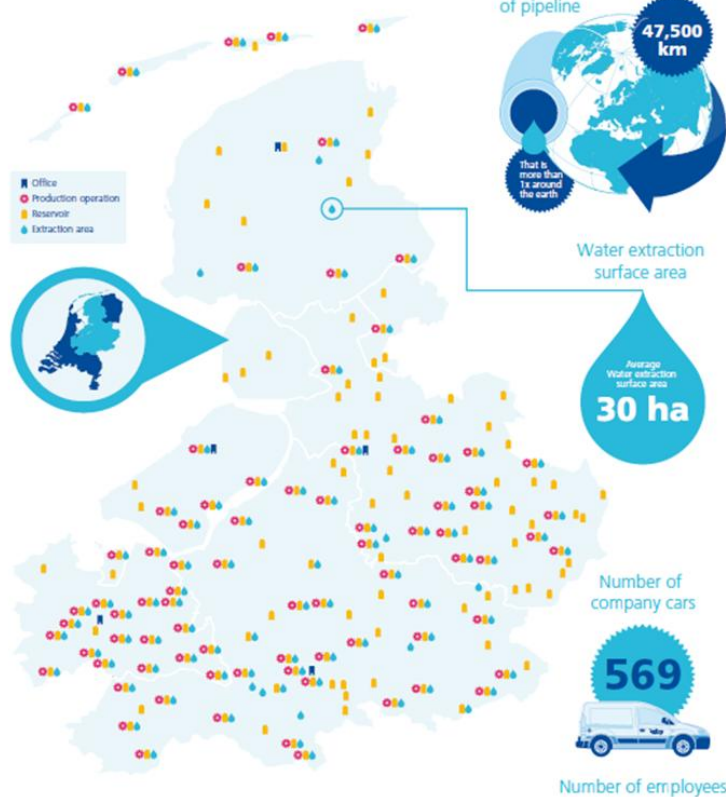 of pipeline
47,500
km
That is
more than
1x around
the earth
Office
Production operation
Reservoir
Extraction area
Water extraction
surface area
Average
Water extraction
surface area
30 ha
Number of
company cars
569
Number of employees